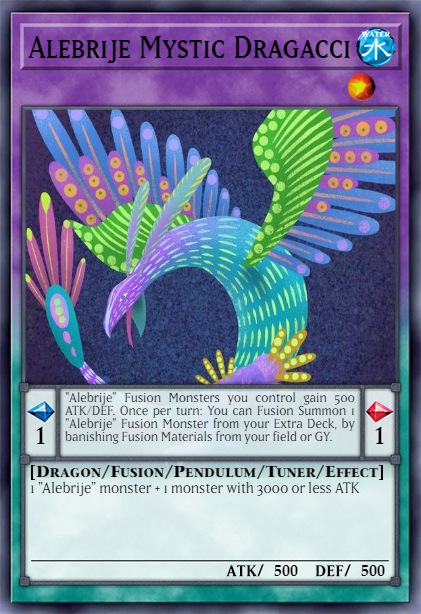 Alebrije Mystic Dragacci
WATER
水
"Alebrije" Fusion Monsters you control gain 500
ATK/DEF. Once per turn: You can Fusion Summon 1
"Alebrije" Fusion Monster from your Extra Deck, by
banishing Fusion Materials from your field or GY.
1
1
[Dragon/Fusion/Pendulum/Tuner/Effect]
1 "Alebrije" monster + 1 monster with 3000 or less ATK
ATK/ 500 DEF/ 500